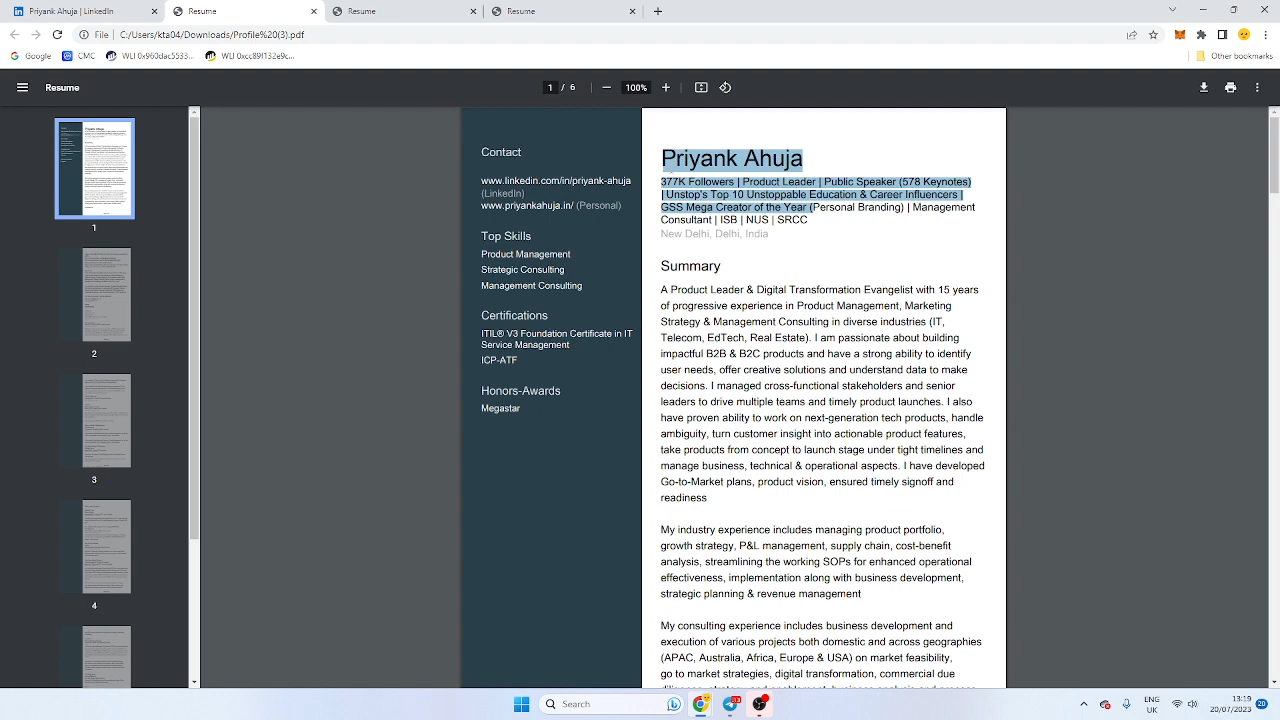 Priyank Ahuja | LinkedIn
Resume
Resume
Resume
File
C:/Users/kta04/Downloads/Profile%20(3).pdf
Google
CMC
WLI 0x960dac5533...
WLI 0xc89132e9c...
Other bookmarks
Resume
1 / 6
100%
1
2
3
4
Contact
www.linkedin.com/in/priyank-ahuja
(LinkedIn)
www.priyankahuja.in/ (Personal)
Top Skills
Product Management
Strategic Planning
Management Consulting
Certifications
ITIL® V3 Foundation Certificate in IT
Service Management
ICP-ATF
Honors-Awards
Megastar
Priyank Ahuja
377K Followers | Product Leader | Public Speaker (578 Keynotes)
| Unstop's Top 10 Unstoppable Education & Career Influencers |
GSS Mega Creator of the Year (Personal Branding) | Management
Consultant | ISB | NUS | SRCC
New Delhi, Delhi, India
Summary
A Product Leader & Digital Transformation Evangelist with 15 years
of progressive experience in Product Management, Marketing
Strategy & Management Consulting in diverse industries (IT,
Telecom, EdTech, Real Estate). I am passionate about building
impactful B2B & B2C products and have a strong ability to identify
user needs, offer creative solutions and understand data to make
decisions. I managed cross-functional stakeholders and senior
leaders to drive multiple teams and timely product launches. I also
have proven ability to work on next-generation tech products, handle
ambiguity, turn customer insight into actionable product features,
take products from concept to launch stage under tight timelines and
manage business, technical & operational aspects. I have developed
Go-to-Market plans, product vision, ensured timely signoff and
readiness
My industry experience includes managing product portfolio,
growth strategy, P&L management, supply chain, cost-benefit
analysis, streamlining the working SOPs for enhanced operational
effectiveness implementation along with business development,
strategic planning & revenue management
My consulting experience includes business development and
execution of various projects with domestic and across geographies
(APAC, Australia, Africa, Europe & USA) on market feasibility,
go to market strategies, digital transformation, commercial due
Search
ENG
UK
13:19
20/07/2023